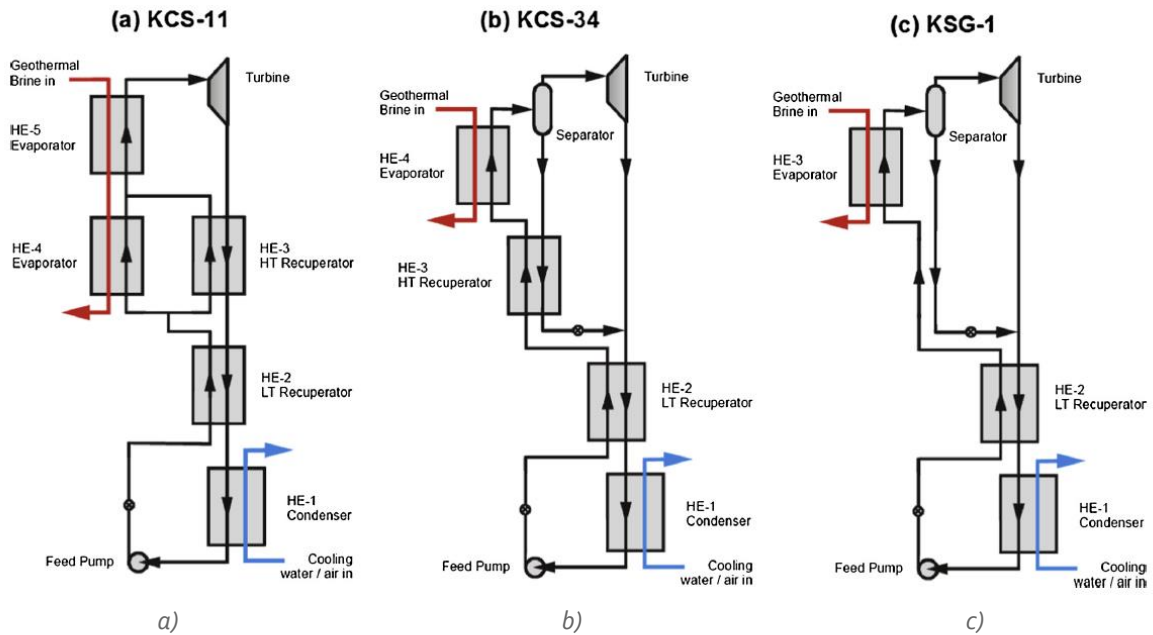 (a) KCS-11
Geothermal
Brine in
Turbine
HE-5
Evaporator
HE-4
Evaporator
HE-3
HT Recuperator
HE-2
LT Recuperator
HE-1
Condenser
Feed Pump
Cooling
water / air in
a)
(b) KCS-34
Geothermal
Brine in
Turbine
Separator
HE-4
Evaporator
HE-3
HT Recuperator
HE-2
LT Recuperator
HE-1
Condenser
Feed Pump
Cooling
water / air in
b)
(c) KSG-1
Geothermal
Brine in
Turbine
Separator
HE-3
Evaporator
HE-2
LT Recuperator
HE-1
Condenser
Feed Pump
Cooling
water / air in
c)